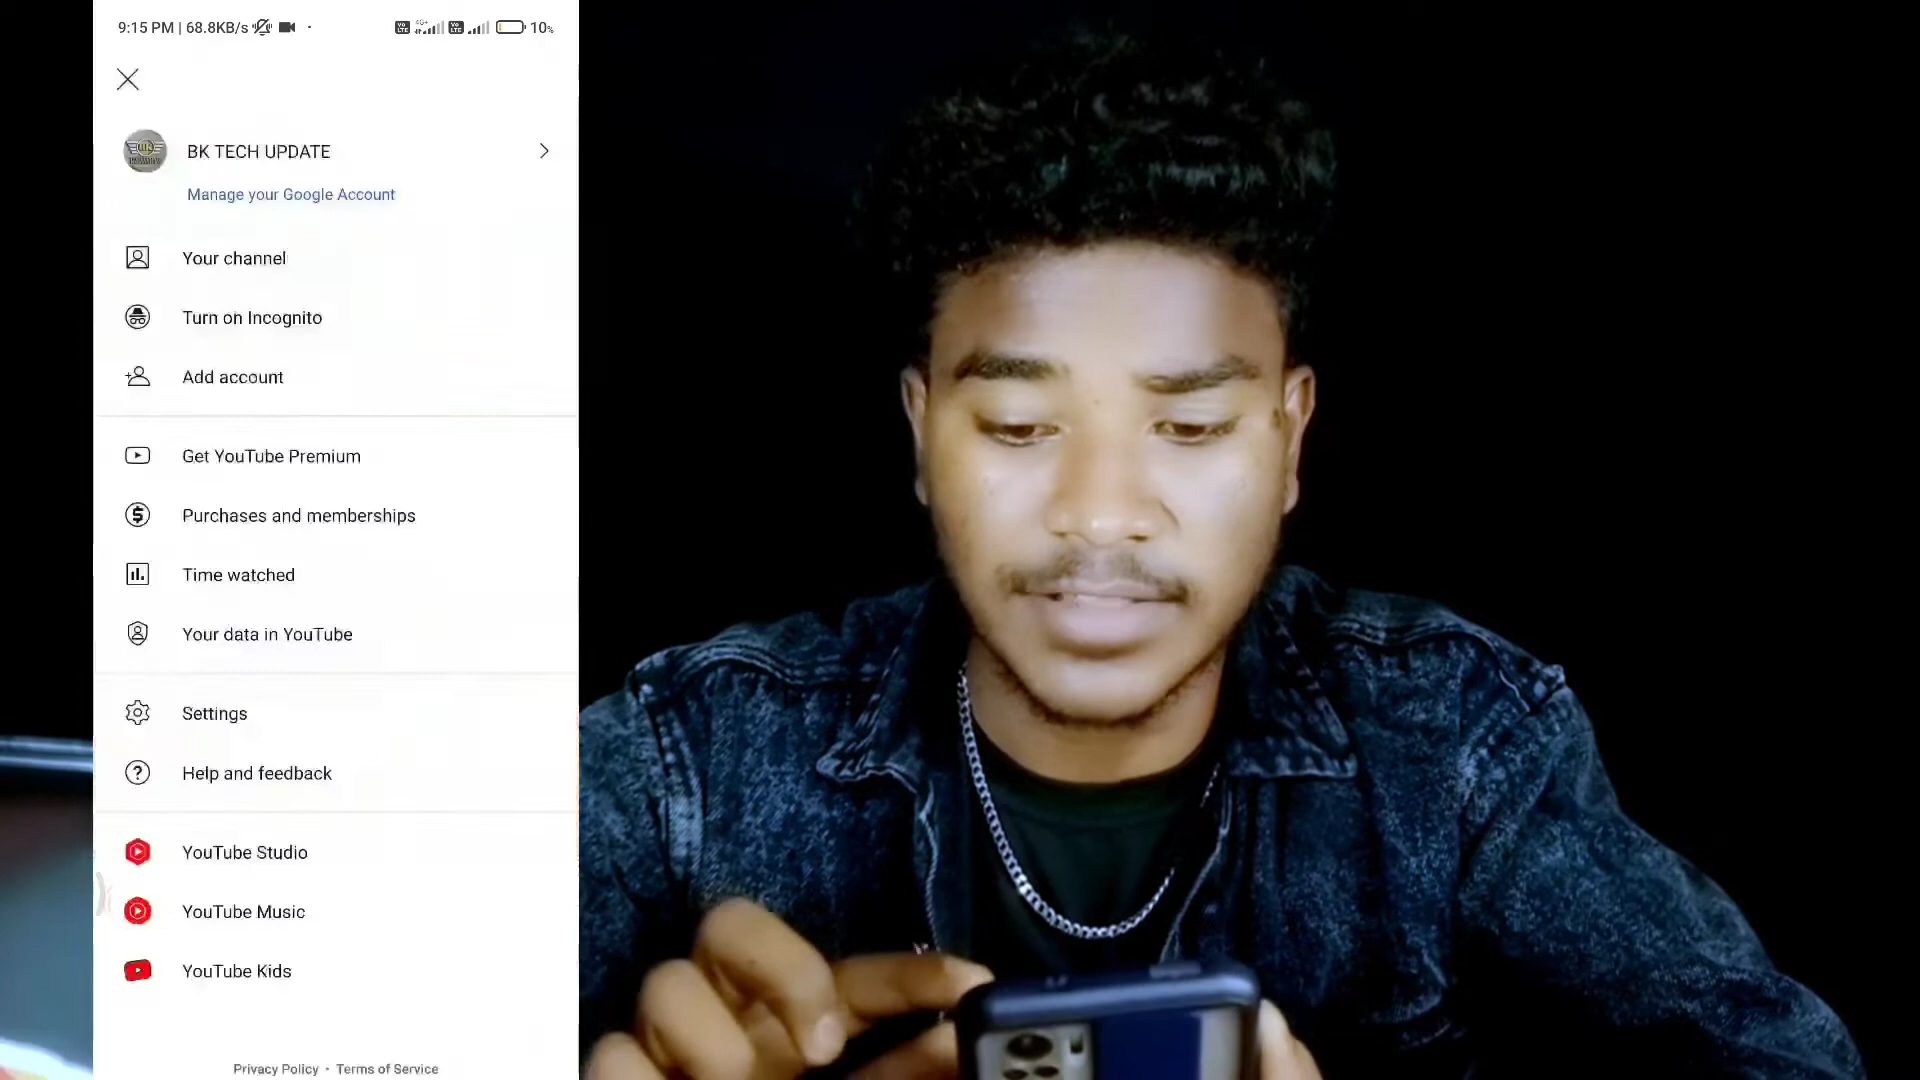 9:15 PM | 68.8KB/s 10%
BK TECH UPDATE
Manage your Google Account
Your channel
Turn on Incognito
Add account
Get YouTube Premium
Purchases and memberships
Time watched
Your data in YouTube
Settings
Help and feedback
YouTube Studio
YouTube Music
YouTube Kids
Privacy Policy • Terms of Service